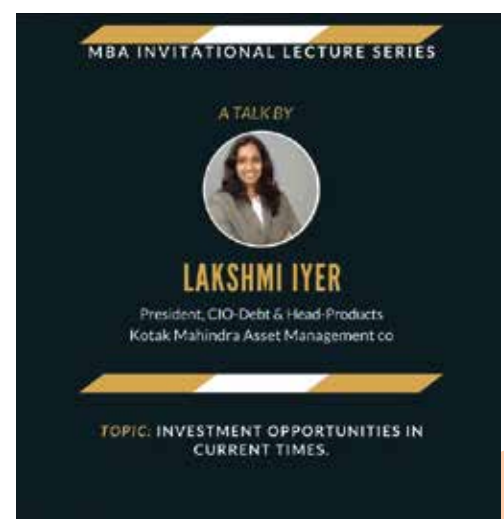 MBA INVITATIONAL LECTURE SERIES
A TALK BY
LAKSHMI IYER
President, CIO-Debt & Head-Products
Kotak Mahindra Asset Management co
TOPIC: INVESTMENT OPPORTUNITIES IN
CURRENT TIMES.